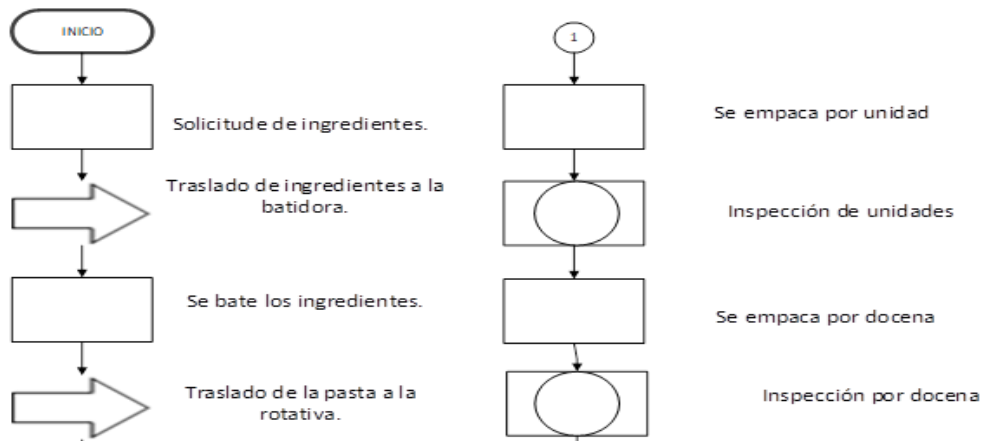 INICIO
Solicitude de ingredientes.
Traslado de ingredientes a la
batidora.
Se bate los ingredientes.
Traslado de la pasta a la
rotativa.
1
Se empaca por unidad
Inspección de unidades
Se empaca por docena
Inspección por docena